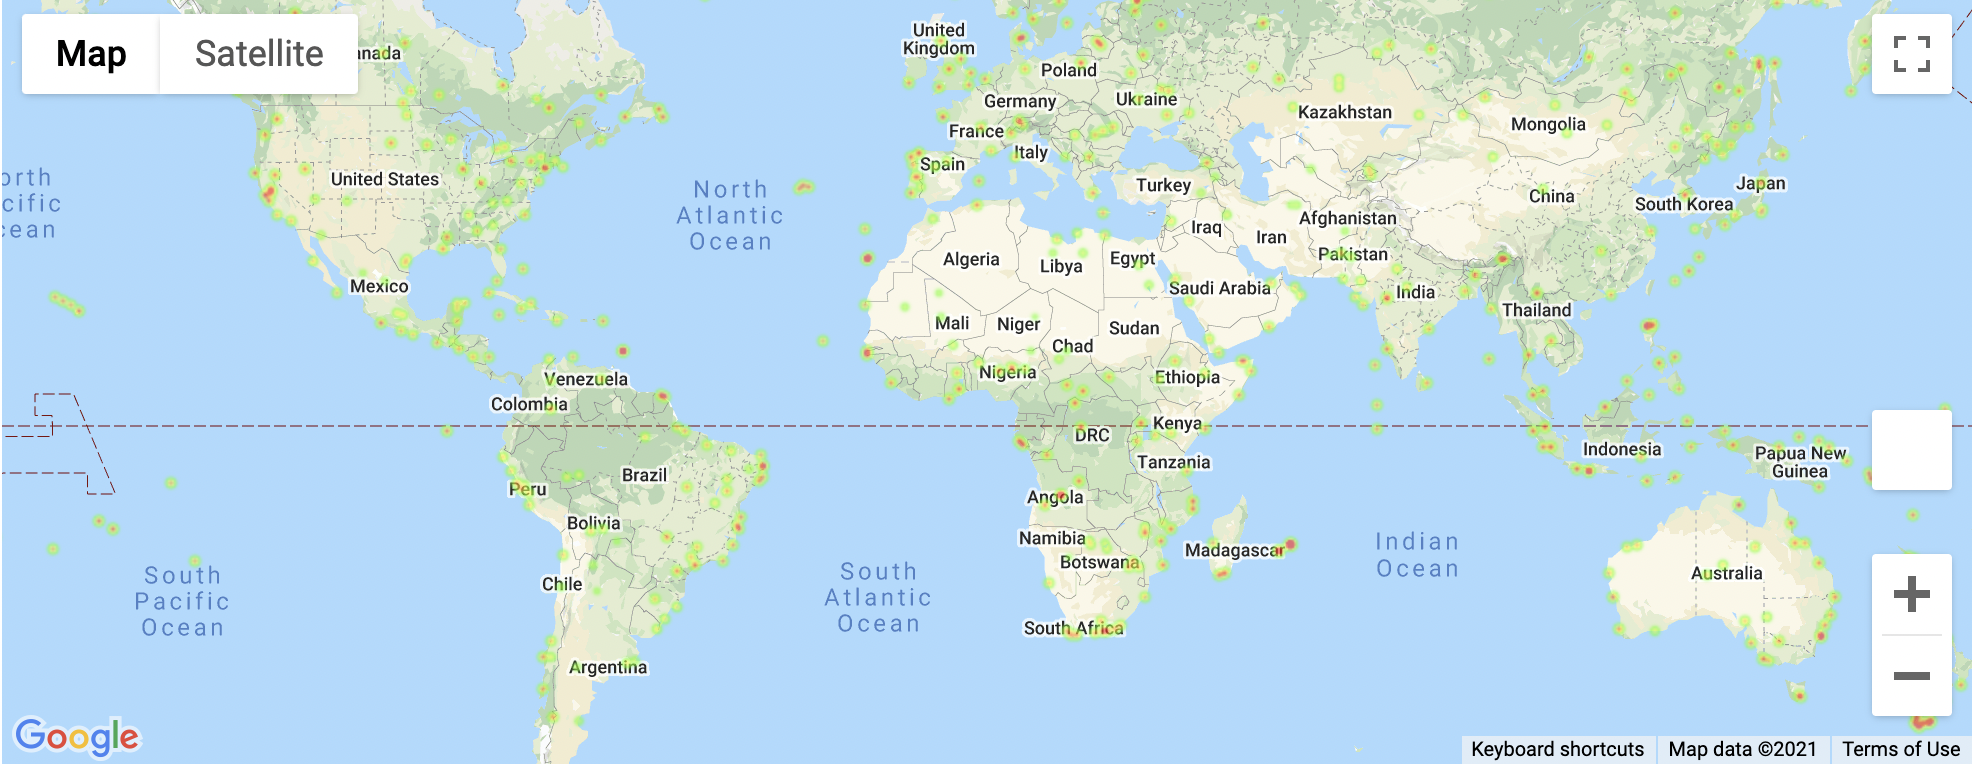 Map
Satellite
anada
United
Kingdom
Poland
Germany
Ukraine
Kazakhstan
Mongolia
France
Italy
Spain
United States
North
Atlantic
Ocean
orth
cific
cean
Turkey
China
Japan
South Korea
Afghanistan
Iraq
Iran
Pakistan
Algeria
Libya
Egypt
Saudi Arabia
India
Mexico
Thailand
Mali
Niger
Sudan
Chad
Nigeria
Ethiopia
Venezuela
Colombia
DRC
Kenya
Indonesia
Papua New
Guinea
Tanzania
Brazil
Peru
Angola
Bolivia
Namibia
Madagascar
Botswana
Indian
Ocean
Chile
South
Pacific
Ocean
South
Atlantic
Ocean
Australia
South Africa
Argentina
Google
Keyboard shortcuts
Map data ©2021
Terms of Use